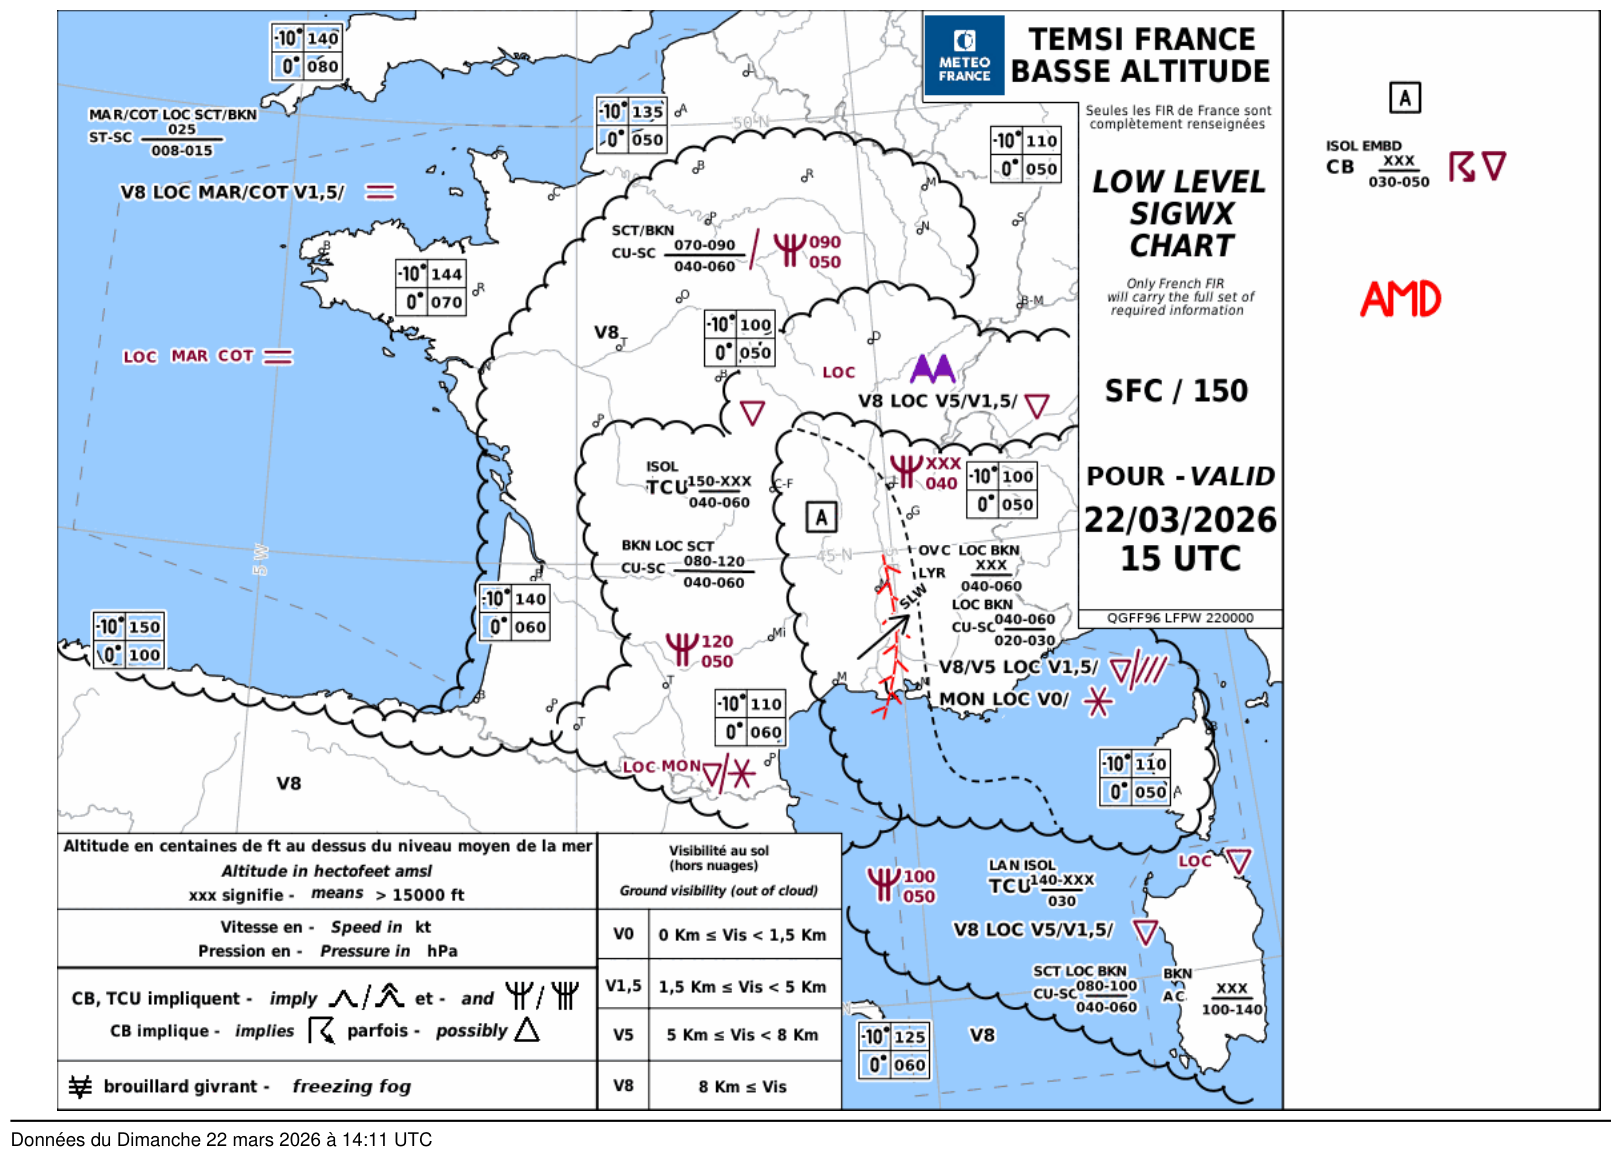 -10° 140
0° 080
MAR/COT LOC SCT/BKN
025
ST-SC
008-015
V8 LOC MAR/COT V1,5/
-10° 135
0° 050
50 N
-10° 110
0° 050
METEO
FRANCE
TEMSI FRANCE
BASSE ALTITUDE
Seules les FIR de France sont
complètement renseignées
LOW LEVEL
SIGWX
CHART
Only French FIR
will carry the full set of
required information
SFC / 150
POUR - VALID
22/03/2026
15 UTC
QGFF96 LFPW 220000
A
ISOL EMBD
CB XXX
030-050
AMD
L
A
C
C
B
R
M
P
N
S
B
R
O
B-M
T
D
B
N
P
C-F
L
G
B
Mi
M
N
T
B
P
T
P
B
A
SCT/BKN
CU-SC 070-090
040-060
090
050
-10° 144
0° 070
V8
-10° 100
0° 050
LOC
V8 LOC V5/V1,5/
LOC MAR COT
ISOL
TCU 150-XXX
040-060
BKN LOC SCT
CU-SC 080-120
040-060
120
050
A
XXX
040
-10° 100
0° 050
45 N
5 W
5
OVC LOC BKN
LYR XXX
040-060
SLW
LOC BKN
CU-SC 040-060
020-030
V8/V5 LOC V1,5/
MON LOC V0/
-10° 140
0° 060
-10° 150
0° 100
-10° 110
0° 060
LOC MON
V8
-10° 110
0° 050
LOC
100
050
LAN ISOL
TCU 140-XXX
030
V8 LOC V5/V1,5/
SCT LOC BKN
CU-SC 080-100
040-060
BKN
AC XXX
100-140
V8
-10° 125
0° 060
Altitude en centaines de ft au dessus du niveau moyen de la mer
Altitude in hectofeet amsl
xxx signifie - means > 15000 ft
Vitesse en - Speed in kt
Pression en - Pressure in hPa
CB, TCU impliquent - imply / et - and /
CB implique - implies parfois - possibly
brouillard givrant - freezing fog
Visibilité au sol
(hors nuages)
Ground visibility (out of cloud)
V0 0 Km ≤ Vis < 1,5 Km
V1,5 1,5 Km ≤ Vis < 5 Km
V5 5 Km ≤ Vis < 8 Km
V8 8 Km ≤ Vis
Données du Dimanche 22 mars 2026 à 14:11 UTC